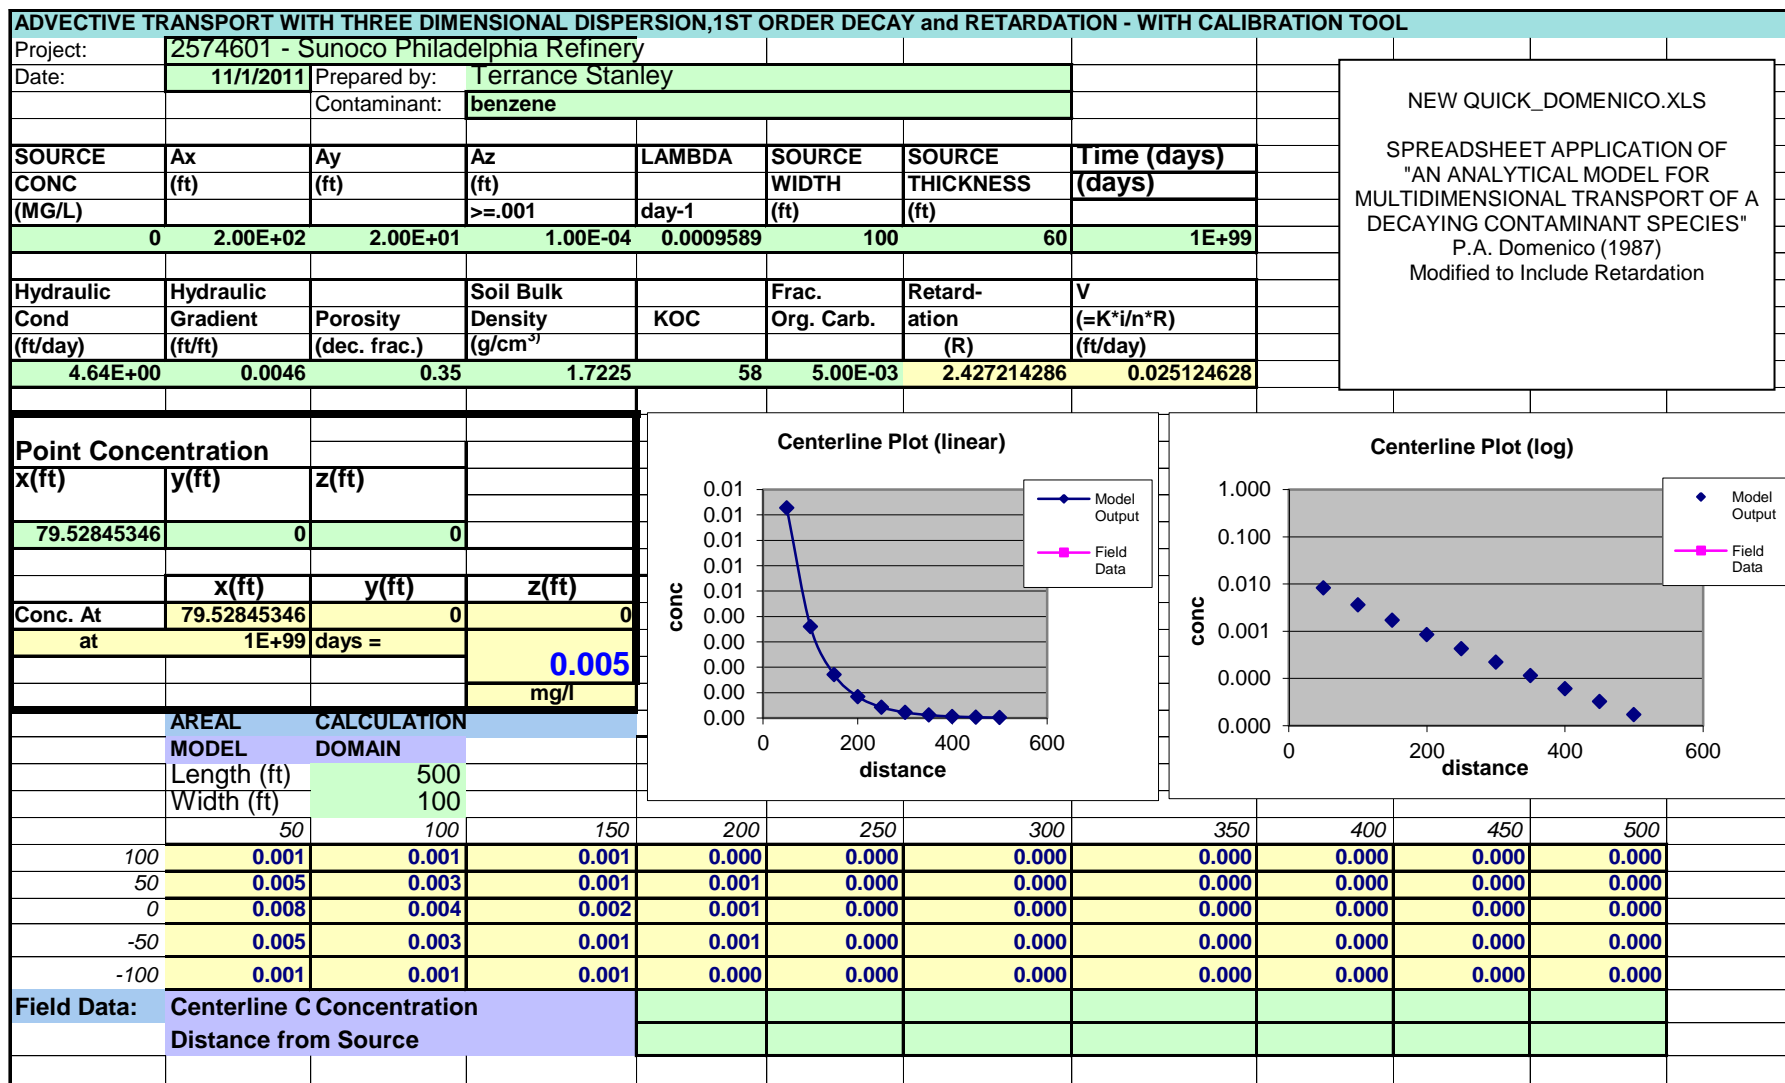 ADVECTIVE TRANSPORT WITH THREE DIMENSIONAL DISPERSION,1ST ORDER DECAY and RETARDATION - WITH CALIBRATION TOOL
Project: 2574601 - Sunoco Philadelphia Refinery
Date: 11/1/2011 Prepared by: Terrance Stanley
Contaminant: benzene
NEW QUICK_DOMENICO.XLS
SPREADSHEET APPLICATION OF
"AN ANALYTICAL MODEL FOR
MULTIDIMENSIONAL TRANSPORT OF A
DECAYING CONTAMINANT SPECIES"
P.A. Domenico (1987)
Modified to Include Retardation
SOURCE Ax Ay Az LAMBDA SOURCE SOURCE Time (days)
CONC (ft) (ft) (ft) WIDTH THICKNESS (days)
(MG/L) >=.001 day-1 (ft) (ft)
0 2.00E+02 2.00E+01 1.00E-04 0.0009589 100 60 1E+99
Hydraulic Hydraulic Soil Bulk Frac. Retard- V
Cond Gradient Porosity Density KOC Org. Carb. ation (=K*i/n*R)
(ft/day) (ft/ft) (dec. frac.) (g/cm3) (R) (ft/day)
4.64E+00 0.0046 0.35 1.7225 58 5.00E-03 2.427214286 0.025124628
Point Concentration
x(ft) y(ft) z(ft)
79.52845346 0 0
x(ft) y(ft) z(ft)
Conc. At 79.52845346 0 0
at 1E+99 days =
0.005
mg/l
Centerline Plot (linear)
0.01
0.01
0.01
0.01
0.01
0.00
0.00
0.00
0.00
0.00
conc
0 200 400 600
distance
Model
Output
Field
Data
Centerline Plot (log)
1.000
0.100
0.010
0.001
0.000
0.000
conc
0 200 400 600
distance
Model
Output
Field
Data
AREAL CALCULATION
MODEL DOMAIN
Length (ft) 500
Width (ft) 100
50 100 150 200 250 300 350 400 450 500
100 0.001 0.001 0.001 0.000 0.000 0.000 0.000 0.000 0.000 0.000
50 0.005 0.003 0.001 0.001 0.000 0.000 0.000 0.000 0.000 0.000
0 0.008 0.004 0.002 0.001 0.000 0.000 0.000 0.000 0.000 0.000
-50 0.005 0.003 0.001 0.001 0.000 0.000 0.000 0.000 0.000 0.000
-100 0.001 0.001 0.001 0.000 0.000 0.000 0.000 0.000 0.000 0.000
Field Data: Centerline C Concentration
Distance from Source